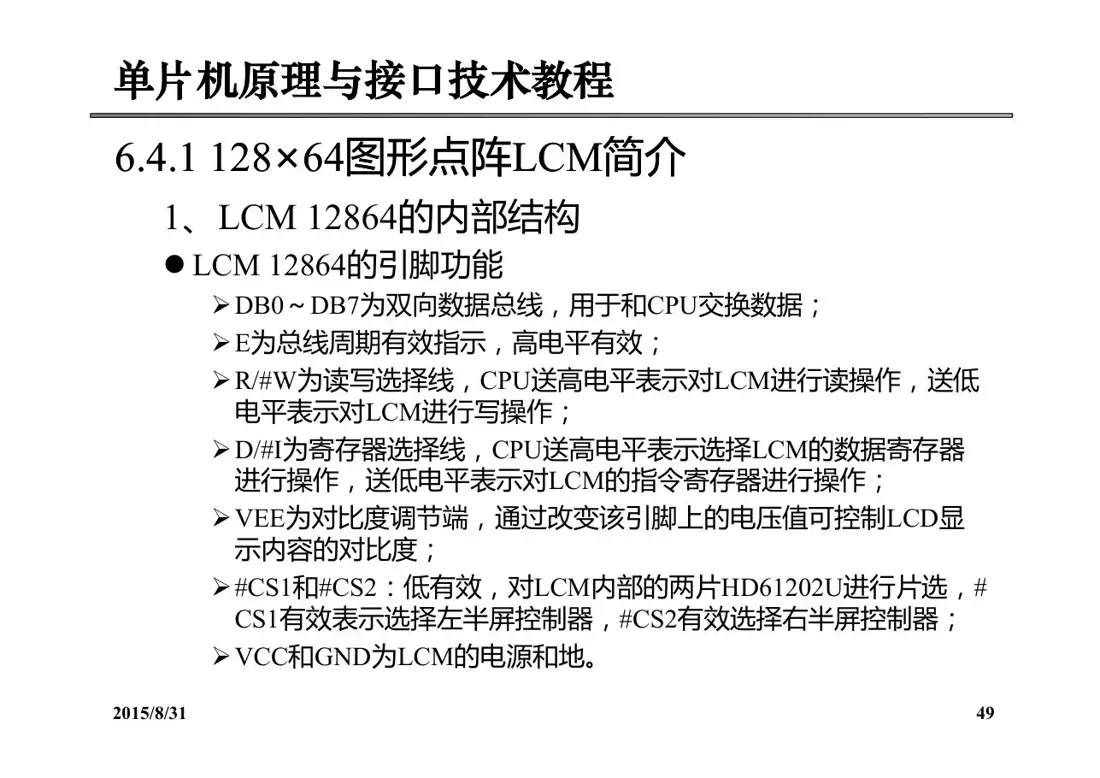 单片机原理与接口技术教程
6.4.1 128×64图形点阵LCM简介
1、LCM 12864的内部结构
●LCM 12864的引脚功能
➢DB0～DB7为双向数据总线，用于和CPU交换数据；
➢E为总线周期有效指示，高电平有效；
➢R/#W为读写选择线，CPU送高电平表示对LCM进行读操作，送低
电平表示对LCM进行写操作；
➢D/#I为寄存器选择线，CPU送高电平表示选择LCM的数据寄存器
进行操作，送低电平表示对LCM的指令寄存器进行操作；
➢VEE为对比度调节端，通过改变该引脚上的电压值可控制LCD显
示内容的对比度；
➢#CS1和#CS2：低有效，对LCM内部的两片HD61202U进行片选，#
CS1有效表示选择左半屏控制器，#CS2有效选择右半屏控制器；
➢VCC和GND为LCM的电源和地。
2015/8/31
49